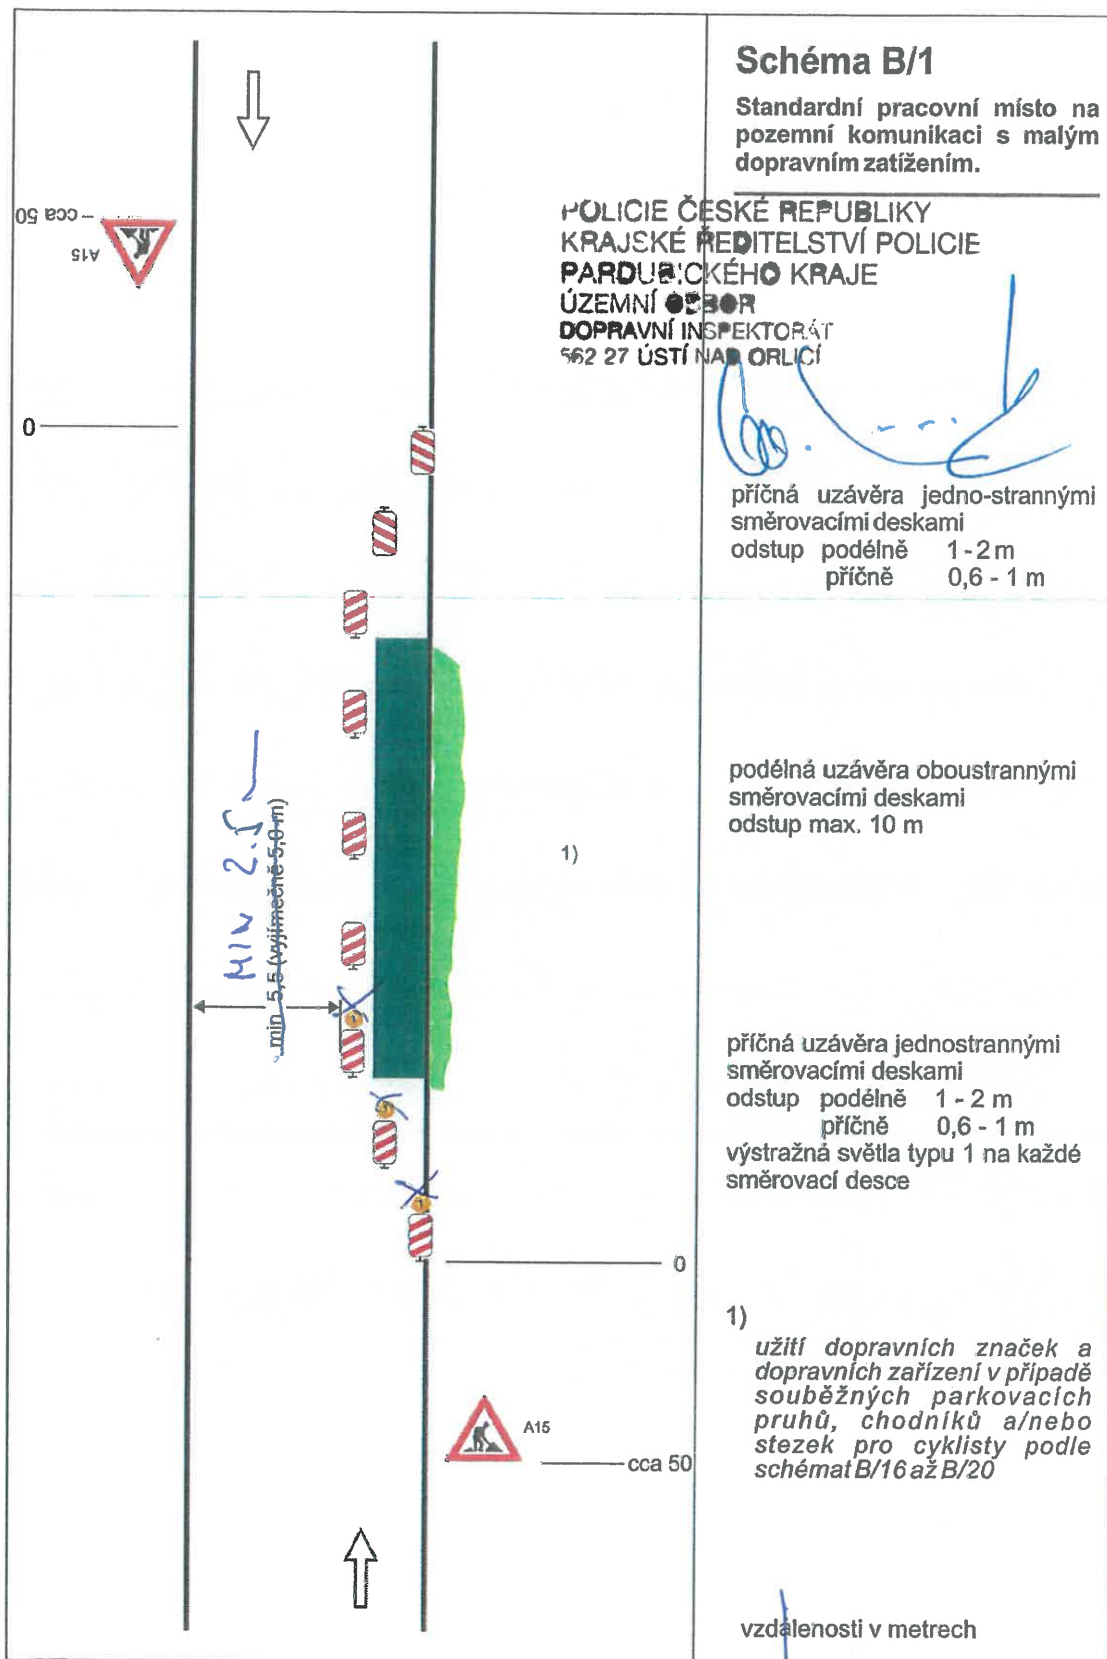 Schéma B/1
Standardní pracovní místo na
pozemní komunikaci s malým
dopravním zatížením.
POLICIE ČESKÉ REPUBLIKY
KRAJSKÉ ŘEDITELSTVÍ POLICIE
PARDUBICKÉHO KRAJE
ÚZEMNÍ ODBOR
DOPRAVNÍ INSPEKTORÁT
562 27 ÚSTÍ NAD ORLICÍ
cca 50
A15
0
příčná uzávěra jedno-strannými
směrovacími deskami
odstup podélně 1 - 2 m
příčně 0,6 - 1 m
podélná uzávěra oboustrannými
směrovacími deskami
odstup max. 10 m
MIN 2.5
min. 5,5 (vyjímečně 5,0 m)
1)
příčná uzávěra jednostrannými
směrovacími deskami
odstup podélně 1 - 2 m
příčně 0,6 - 1 m
výstražná světla typu 1 na každé
směrovací desce
1
1
1
0
1)
užití dopravních značek a
dopravních zařízení v případě
souběžných parkovacích
pruhů, chodníků a/nebo
stezek pro cyklisty podle
schémat B/16 až B/20
A15
cca 50
vzdálenosti v metrech